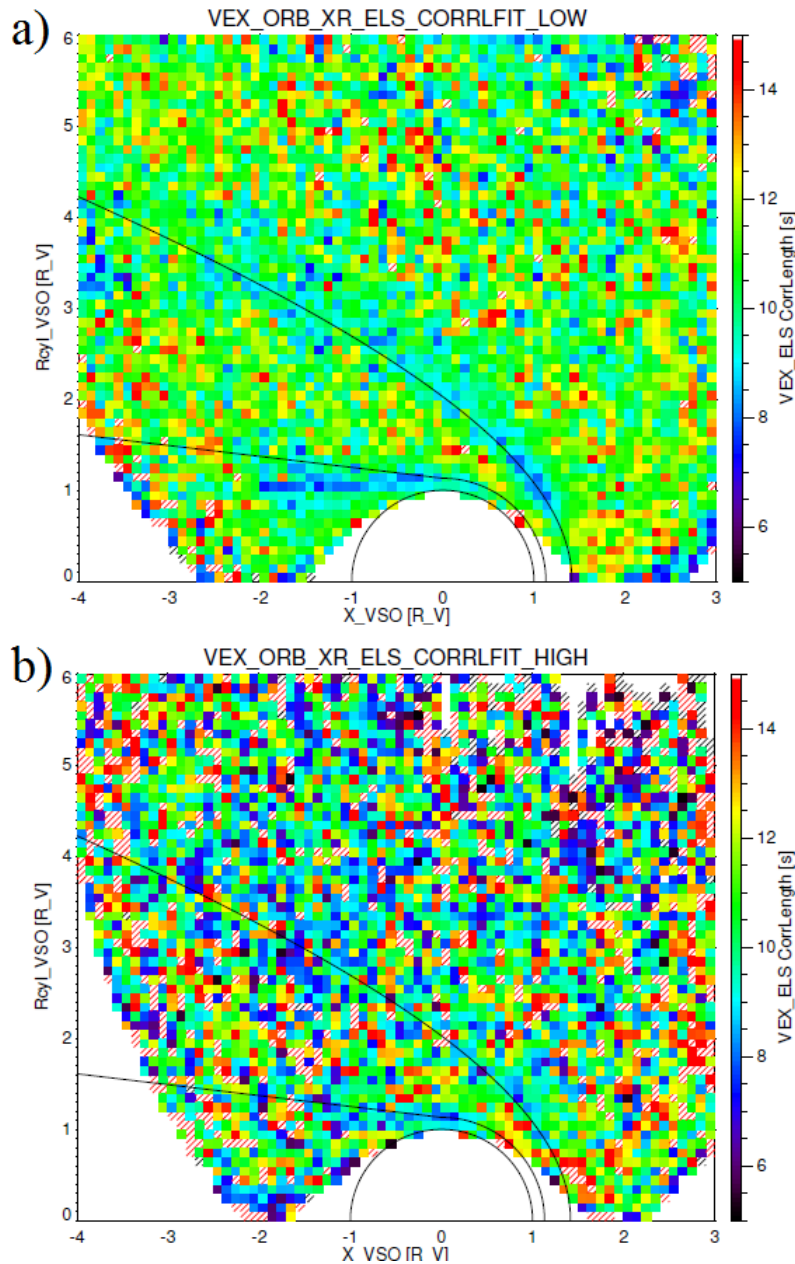 a)
VEX_ORB_XR_ELS_CORRLFIT_LOW
6
5
4
3
2
1
0
Rcyl_VSO [R_V]
-4 -3 -2 -1 0 1 2 3
X_VSO [R_V]
14
12
10
8
6
VEX_ELS CorrLength [s]
b)
VEX_ORB_XR_ELS_CORRLFIT_HIGH
6
5
4
3
2
1
0
Rcyl_VSO [R_V]
-4 -3 -2 -1 0 1 2 3
X_VSO [R_V]
14
12
10
8
6
VEX_ELS CorrLength [s]